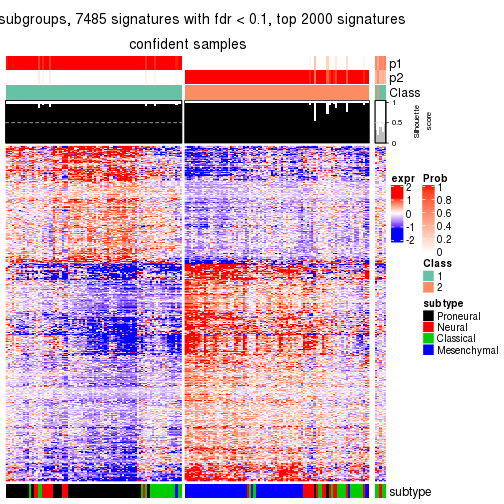 subgroups, 7485 signatures with fdr < 0.1, top 2000 signatures
confident samples
p1
p2
Class
1
0.5
0
Silhouette
score
expr
2
1
0
-1
-2
Prob
1
0.8
0.6
0.4
0.2
0
Class
1
2
subtype
Proneural
Neural
Classical
Mesenchymal
subtype